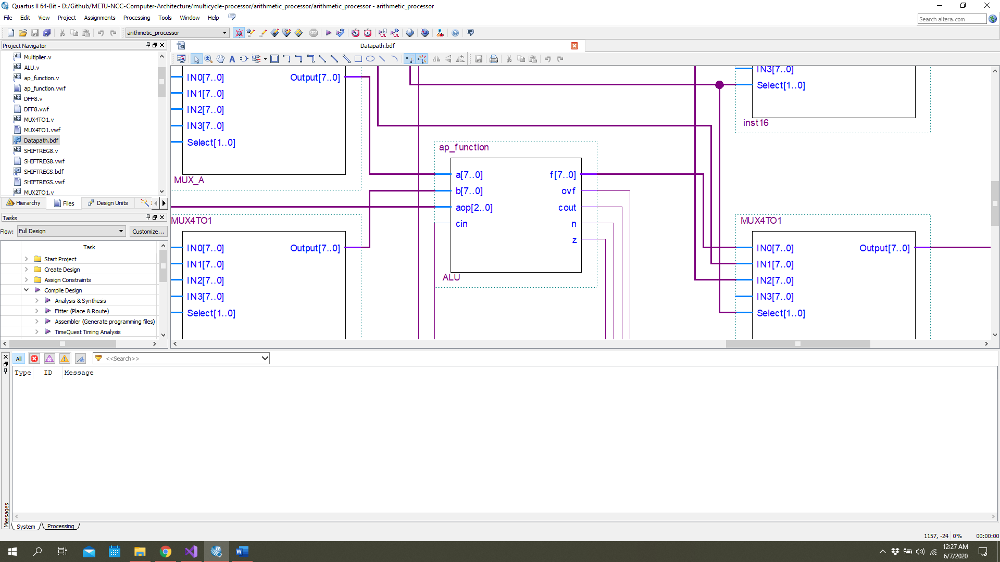 Quartus II 64-Bit - D:/Github/METU-NCC-Computer-Architecture/multicycle-processor/arithmetic_processor/arithmetic_processor - arithmetic_processor
File Edit View Project Assignments Processing Tools Window Help
Search altera.com
arithmetic_processor
Project Navigator
Multiplier.v
ALU.v
ap_function.v
ap_function.vwf
DFF8.v
DFF8.vwf
MUX4TO1.v
MUX4TO1.vwf
Datapath.bdf
SHIFTREG8.v
SHIFTREG8.vwf
SHIFTREGS.bdf
SHIFTREGS.vwf
MUX2TO1.v
Hierarchy Files Design Units
Tasks
Flow: Full Design Customize...
Task
Start Project
Create Design
Assign Constraints
Compile Design
Analysis & Synthesis
Fitter (Place & Route)
Assembler (Generate programming files)
TimeQuest Timing Analysis
Datapath.bdf
IN0[7..0] Output[7..0]
IN1[7..0]
IN2[7..0]
IN3[7..0]
Select[1..0]
MUX_A
MUX4TO1
IN0[7..0] Output[7..0]
IN1[7..0]
IN2[7..0]
IN3[7..0]
Select[1..0]
ap_function
a[7..0] f[7..0]
b[7..0] ovf
aop[2..0] cout
cin n
z
ALU
IN3[7..0]
Select[1..0]
inst16
MUX4TO1
IN0[7..0] Output[7..0]
IN1[7..0]
IN2[7..0]
IN3[7..0]
Select[1..0]
All <<Search>>
Type ID Message
Messages
System Processing
1157, -24 0% 00:00:00
12:27 AM
6/7/2020